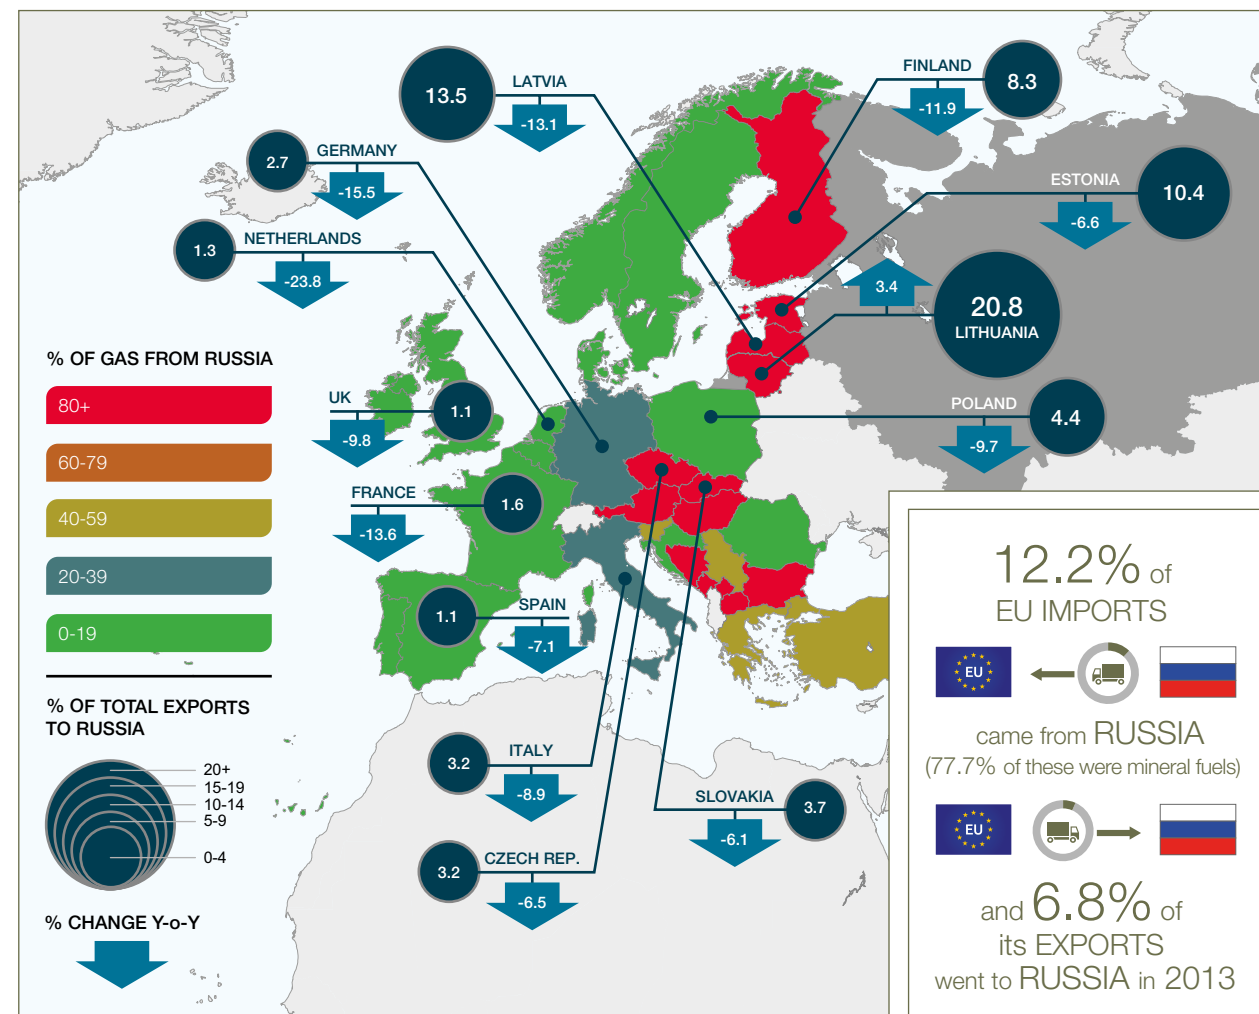 LATVIA
13.5
-13.1
FINLAND
8.3
-11.9
GERMANY
2.7
-15.5
ESTONIA
10.4
-6.6
NETHERLANDS
1.3
-23.8
3.4
20.8
LITHUANIA
% OF GAS FROM RUSSIA
80+
60-79
40-59
20-39
0-19
UK
1.1
-9.8
POLAND
4.4
-9.7
FRANCE
1.6
-13.6
SPAIN
1.1
-7.1
% OF TOTAL EXPORTS
TO RUSSIA
20+
15-19
10-14
5-9
0-4
% CHANGE Y-o-Y
ITALY
3.2
-8.9
SLOVAKIA
3.7
-6.1
CZECH REP.
3.2
-6.5
12.2% of
EU IMPORTS
EU
came from RUSSIA
(77.7% of these were mineral fuels)
EU
and 6.8% of
its EXPORTS
went to RUSSIA in 2013